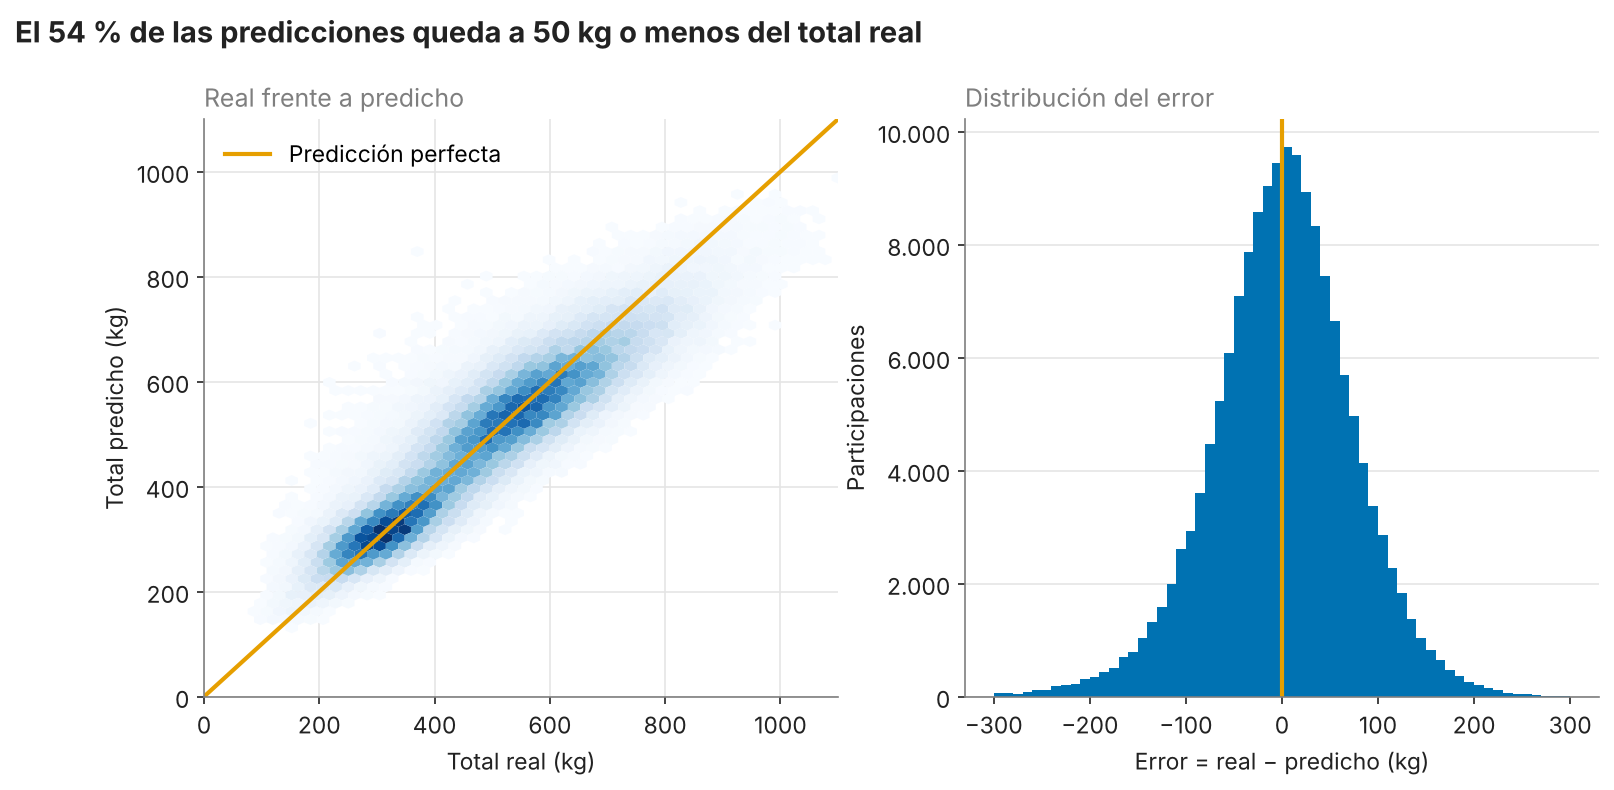 El 54 % de las predicciones queda a 50 kg o menos del total real
Real frente a predicho
Predicción perfecta
1000
800
600
400
200
0
Total predicho (kg)
0 200 400 600 800 1000
Total real (kg)
Distribución del error
10.000
8.000
6.000
4.000
2.000
0
Participaciones
−300 −200 −100 0 100 200 300
Error = real − predicho (kg)